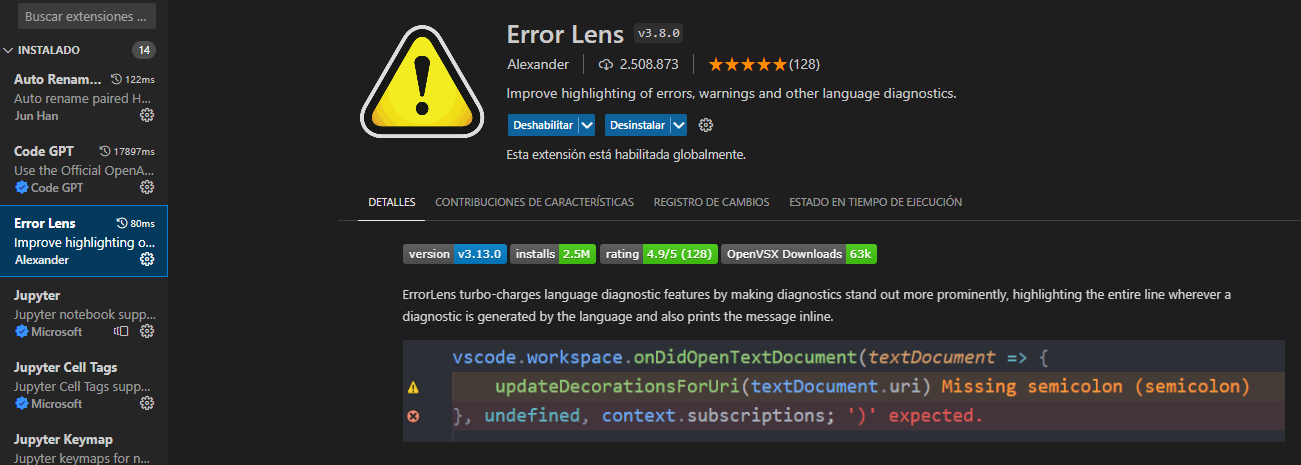 Buscar extensiones ...
INSTALADO 14
Auto Renam... 122ms
Auto rename paired H...
Jun Han
Code GPT 17897ms
Use the Official OpenA...
Code GPT
Error Lens 80ms
Improve highlighting o...
Alexander
Jupyter
Jupyter notebook supp...
Microsoft
Jupyter Cell Tags
Jupyter Cell Tags supp...
Microsoft
Jupyter Keymap
Jupyter keymaps for n...
Error Lens v3.8.0
Alexander 2.508.873 (128)
Improve highlighting of errors, warnings and other language diagnostics.
Deshabilitar Desinstalar
Esta extensión está habilitada globalmente.
DETALLES CONTRIBUCIONES DE CARACTERÍSTICAS REGISTRO DE CAMBIOS ESTADO EN TIEMPO DE EJECUCIÓN
version v3.13.0 installs 2.5M rating 4.9/5 (128) OpenVSX Downloads 63k
ErrorLens turbo-charges language diagnostic features by making diagnostics stand out more prominently, highlighting the entire line wherever a
diagnostic is generated by the language and also prints the message inline.
vscode.workspace.onDidOpenTextDocument(textDocument => {
updateDecorationsForUri(textDocument.uri) Missing semicolon (semicolon)
}, undefined, context.subscriptions; ')' expected.